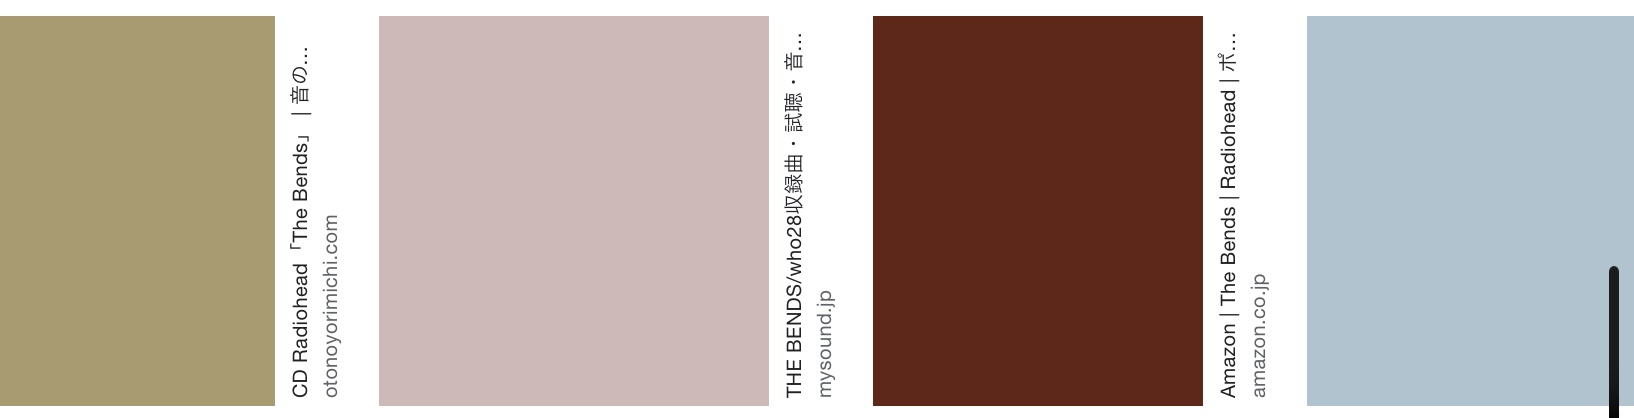 CD Radiohead 「The Bends」 | 音の...
otonoyorimichi.com
THE BENDS/who28収録曲・試聴・音...
mysound.jp
Amazon | The Bends | Radiohead | ポ...
amazon.co.jp